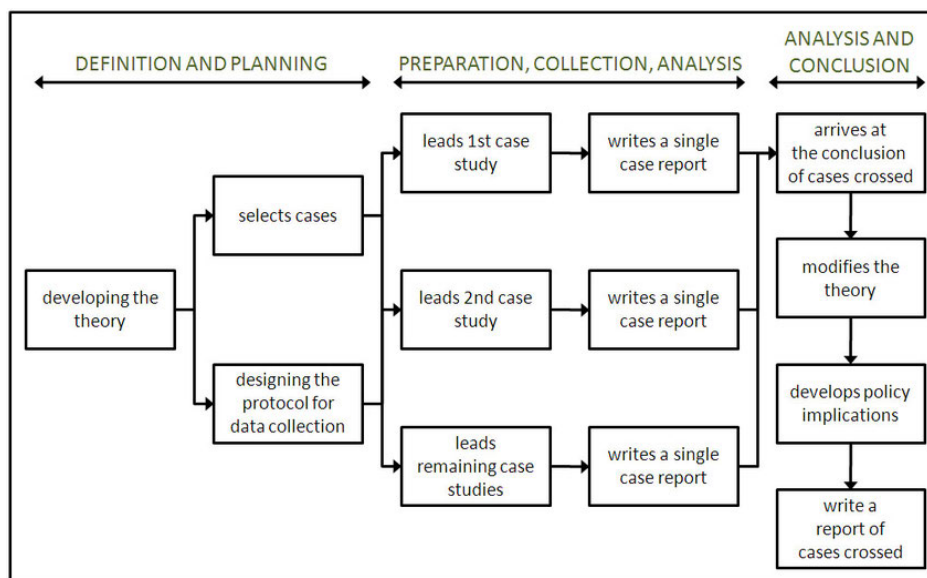 DEFINITION AND PLANNING
PREPARATION, COLLECTION, ANALYSIS
ANALYSIS AND
CONCLUSION
developing the
theory
selects cases
designing the
protocol for
data collection
leads 1st case
study
writes a single
case report
leads 2nd case
study
writes a single
case report
leads
remaining case
studies
writes a single
case report
arrives at
the conclusion
of cases crossed
modifies the
theory
develops policy
implications
write a
report of
cases crossed